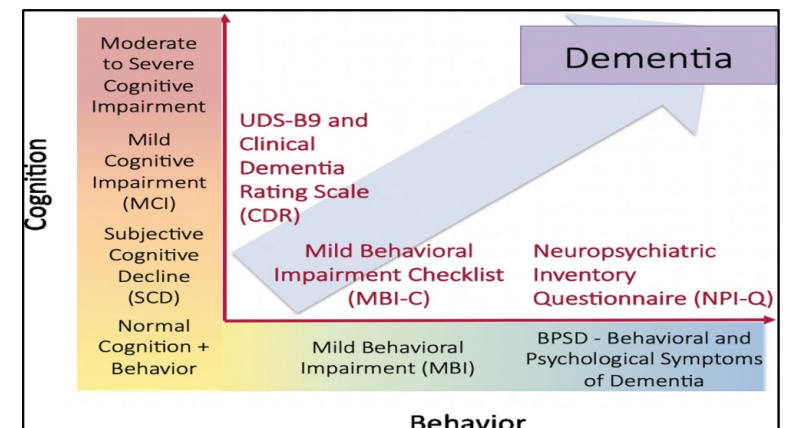 Cognition
Moderate
to Severe
Cognitive
Impairment
Mild
Cognitive
Impairment
(MCI)
Subjective
Cognitive
Decline
(SCD)
Normal
Cognition +
Behavior
Dementia
UDS-B9 and
Clinical
Dementia
Rating Scale
(CDR)
Mild Behavioral
Impairment Checklist
(MBI-C)
Neuropsychiatric
Inventory
Questionnaire (NPI-Q)
Mild Behavioral
Impairment (MBI)
BPSD - Behavioral and
Psychological Symptoms
of Dementia
Behavior